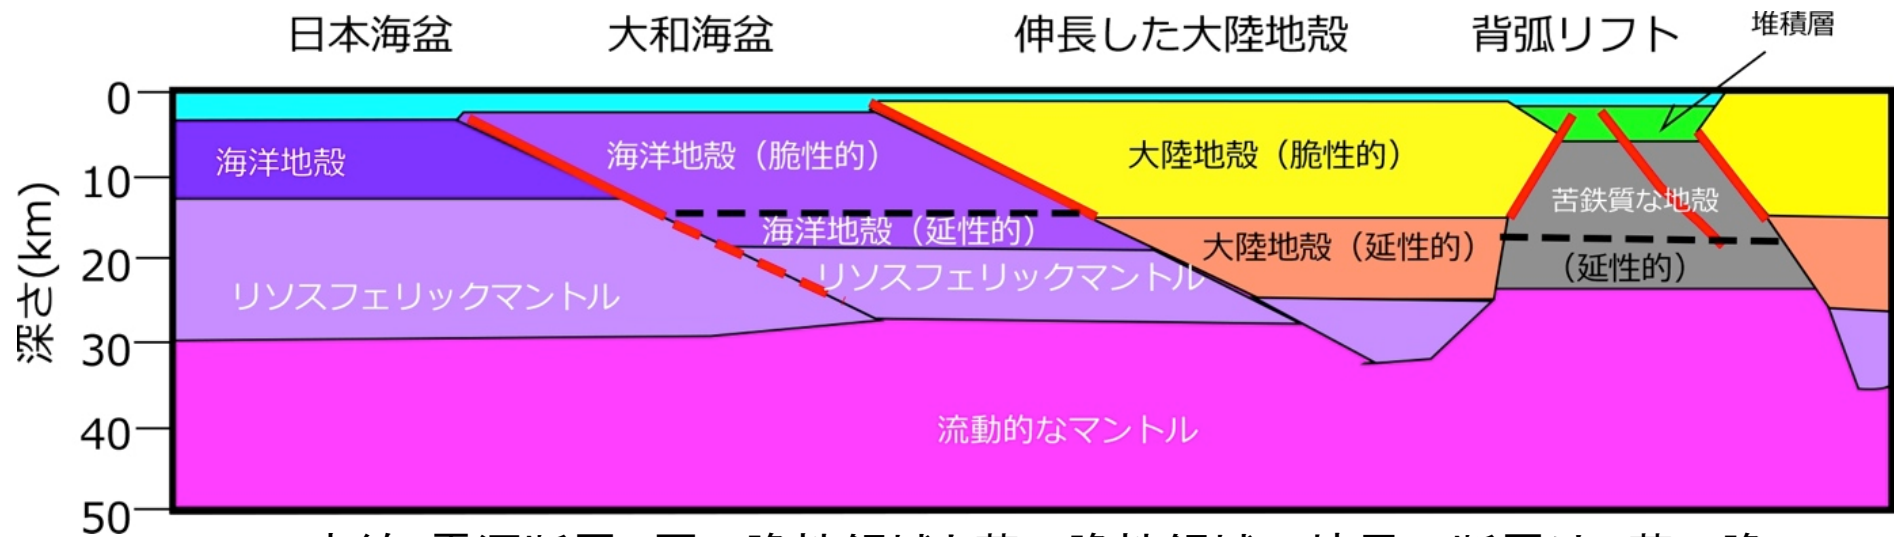 日本海盆 大和海盆 伸長した大陸地殻 背弧リフト 堆積層
0
10
20
30
40
50
深さ(km)
海洋地殻
海洋地殻（脆性的）
大陸地殻（脆性的）
苦鉄質な地殻
海洋地殻（延性的）
大陸地殻（延性的）
（延性的）
リソスフェリックマントル
リソスフェリックマントル
流動的なマントル